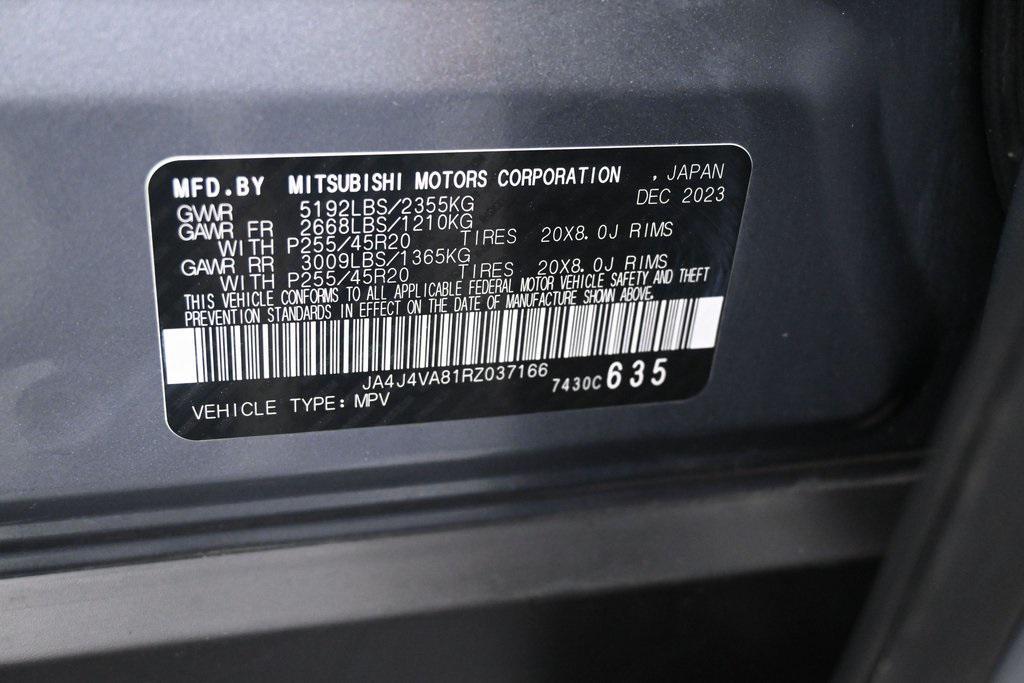 MFD.BY MITSUBISHI MOTORS CORPORATION , JAPAN
DEC 2023
GVWR 5192LBS/2355KG
GAWR FR 2668LBS/1210KG
WITH P255/45R20 TIRES 20X8.0J RIMS
GAWR RR 3009LBS/1365KG
WITH P255/45R20 TIRES 20X8.0J RIMS
THIS VEHICLE CONFORMS TO ALL APPLICABLE FEDERAL MOTOR VEHICLE SAFETY AND THEFT
PREVENTION STANDARDS IN EFFECT ON THE DATE OF MANUFACTURE SHOWN ABOVE.
JA4J4VA81RZ037166
7430C 635
VEHICLE TYPE: MPV